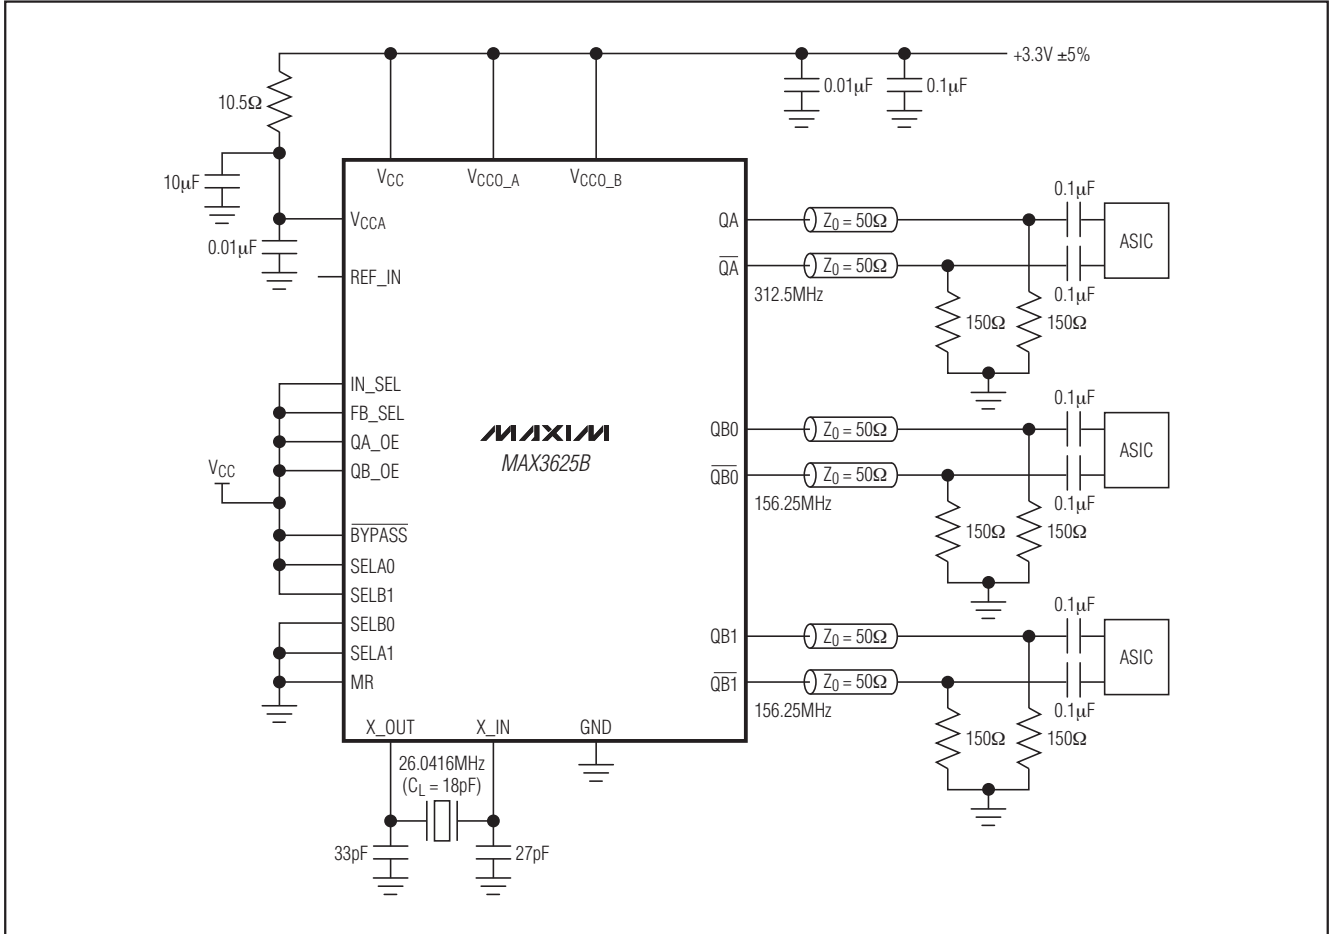 +3.3V ±5%
0.01µF
0.1µF
10.5Ω
10µF
0.01µF
VCC
VCCO_A
VCCO_B
VCCA
REF_IN
IN_SEL
FB_SEL
QA_OE
QB_OE
VCC
BYPASS
SELA0
SELB1
SELB0
SELA1
MR
MAXIM
MAX3625B
X_OUT
X_IN
GND
26.0416MHz
(CL = 18pF)
33pF
27pF
QA
Z0 = 50Ω
0.1µF
ASIC
QA
Z0 = 50Ω
0.1µF
312.5MHz
150Ω
150Ω
QB0
Z0 = 50Ω
0.1µF
ASIC
QB0
Z0 = 50Ω
0.1µF
156.25MHz
150Ω
150Ω
QB1
Z0 = 50Ω
0.1µF
ASIC
QB1
Z0 = 50Ω
0.1µF
156.25MHz
150Ω
150Ω